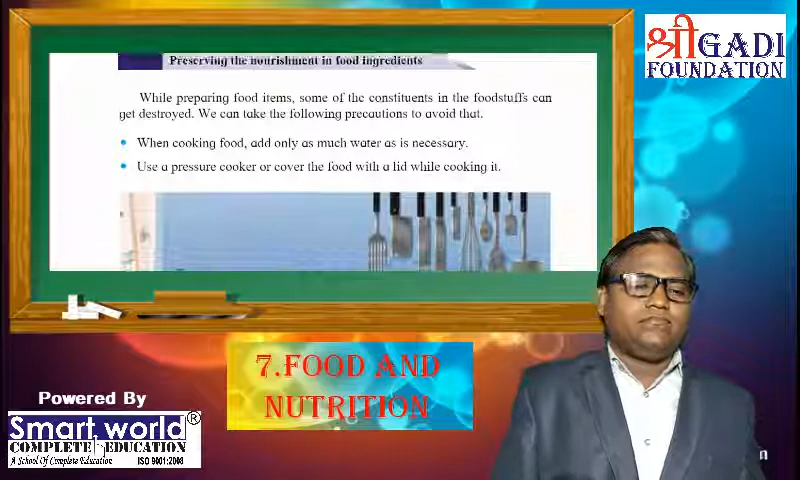 श्रीGADI
FOUNDATION
Preserving the nourishment in food ingredients
While preparing food items, some of the constituents in the foodstuffs can
get destroyed. We can take the following precautions to avoid that.
• When cooking food, add only as much water as is necessary.
• Use a pressure cooker or cover the food with a lid while cooking it.
7.FOOD AND
NUTRITION
Powered By
Smart world®
COMPLETE EDUCATION
A School Of Complete Education ISO 9001:2008